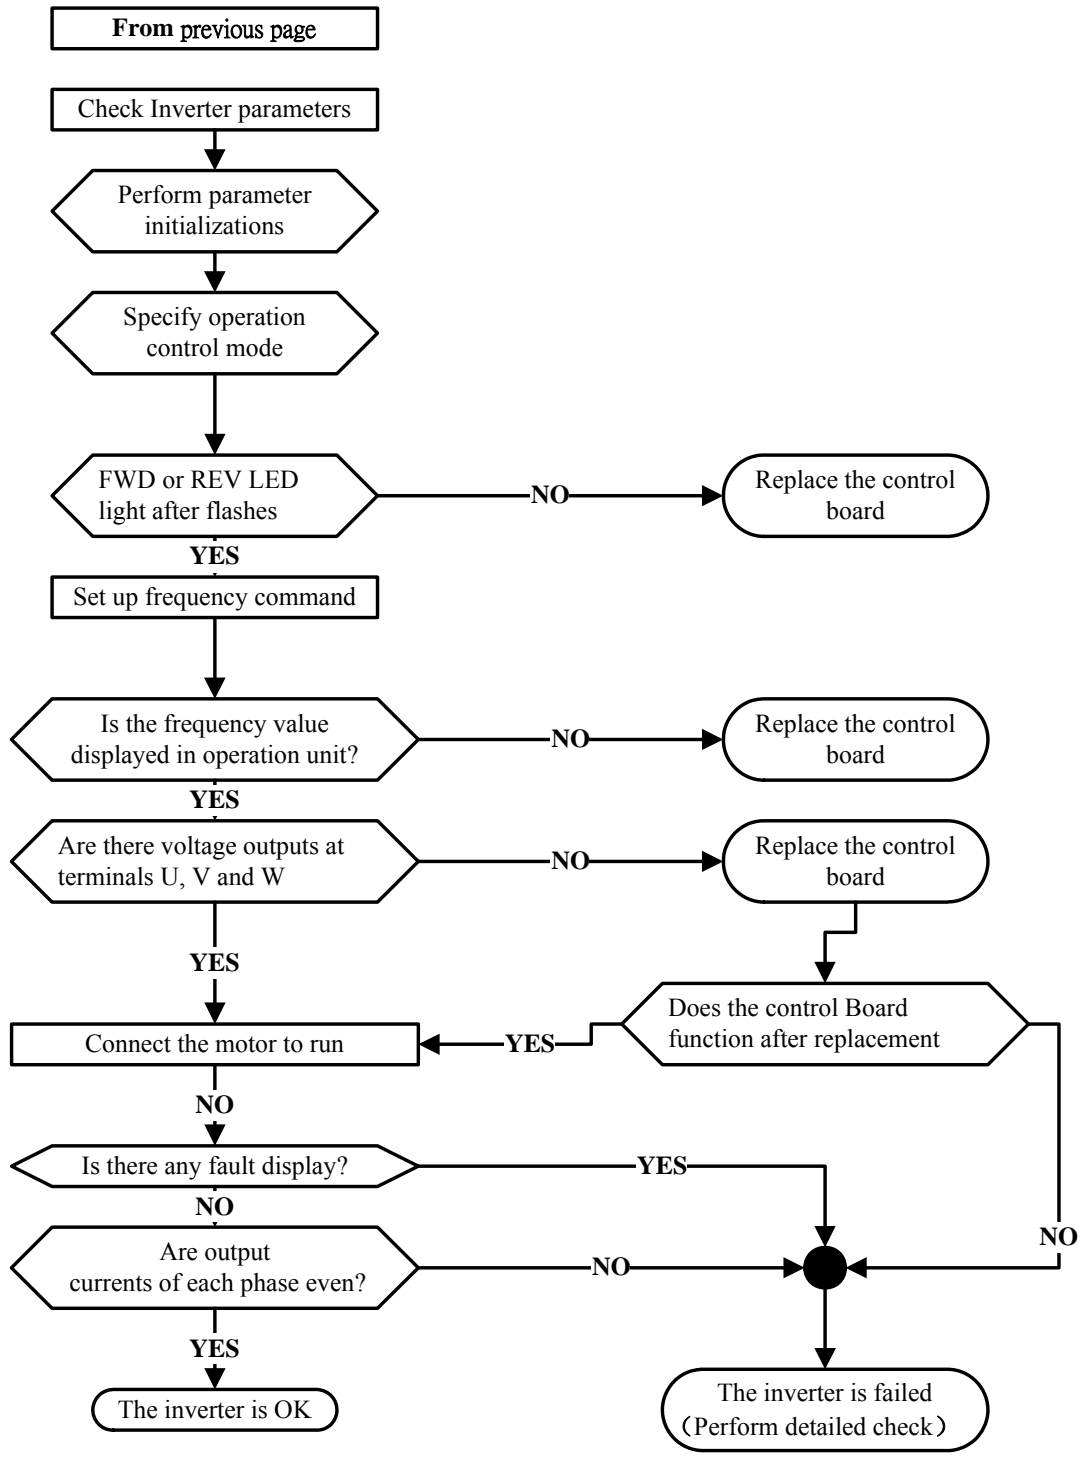 From previous page
Check Inverter parameters
Perform parameter
initializations
Specify operation
control mode
FWD or REV LED
light after flashes
NO
Replace the control
board
YES
Set up frequency command
Is the frequency value
displayed in operation unit?
NO
Replace the control
board
YES
Are there voltage outputs at
terminals U, V and W
NO
Replace the control
board
YES
Does the control Board
function after replacement
Connect the motor to run
YES
NO
Is there any fault display?
YES
NO
NO
Are output
currents of each phase even?
NO
YES
The inverter is OK
The inverter is failed
（Perform detailed check）